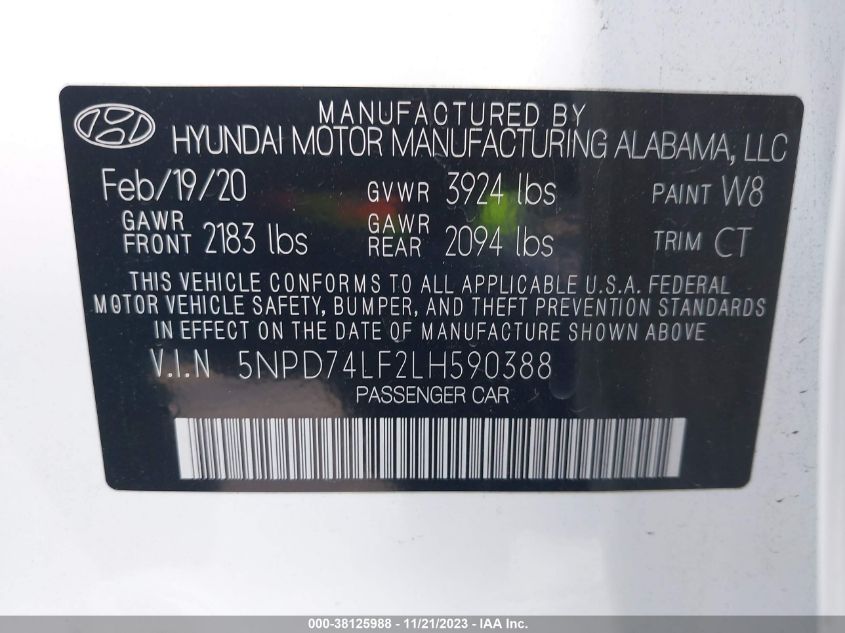 MANUFACTURED BY
HYUNDAI MOTOR MANUFACTURING ALABAMA, LLC
Feb/19/20 GVWR 3924 lbs PAINT W8
GAWR FRONT 2183 lbs GAWR REAR 2094 lbs TRIM CT
THIS VEHICLE CONFORMS TO ALL APPLICABLE U.S.A. FEDERAL
MOTOR VEHICLE SAFETY, BUMPER, AND THEFT PREVENTION STANDARDS
IN EFFECT ON THE DATE OF MANUFACTURE SHOWN ABOVE
V.I.N 5NPD74LF2LH590388
PASSENGER CAR
000-38125988 - 11/21/2023 - IAA Inc.